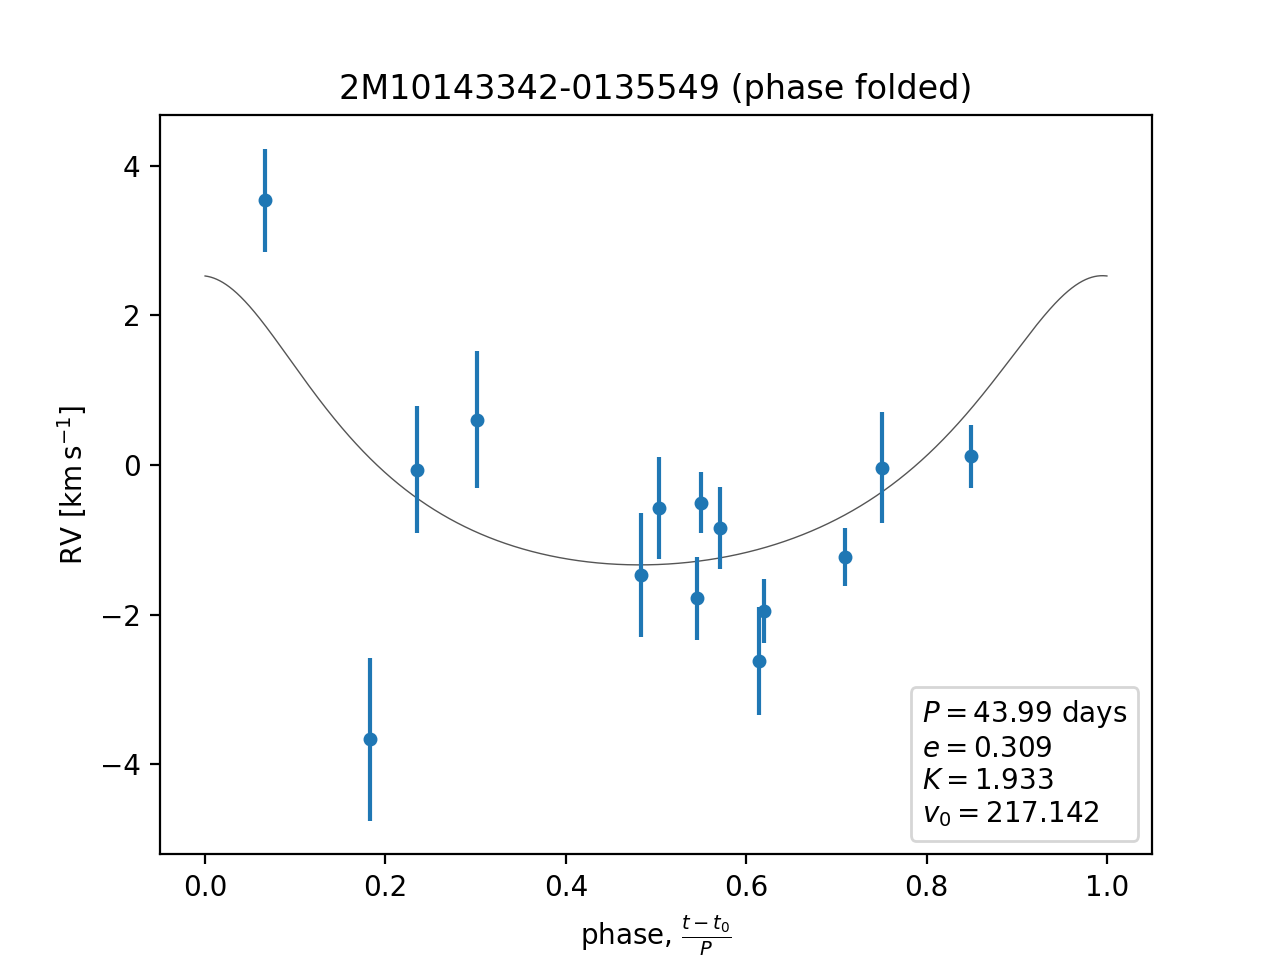 2M10143342-0135549 (phase folded)
RV [km s⁻¹]
4
2
0
−2
−4
P = 43.99 days
e = 0.309
K = 1.933
v₀ = 217.142
0.0 0.2 0.4 0.6 0.8 1.0
phase, (t − t₀)/P